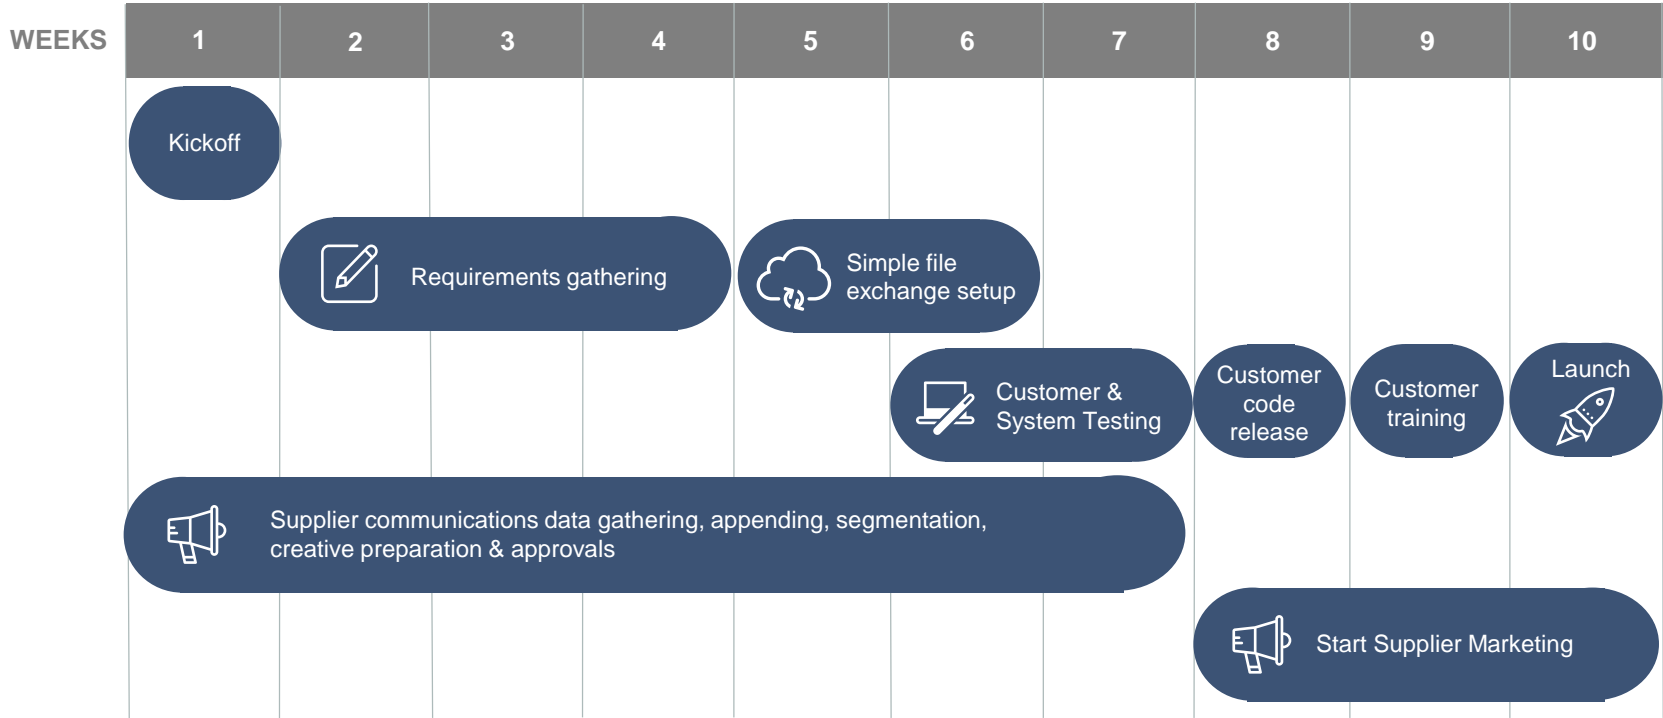 WEEKS 1 2 3 4 5 6 7 8 9 10
Kickoff
Requirements gathering
Simple file
exchange setup
Customer &
System Testing
Customer
code
release
Customer
training
Launch
Supplier communications data gathering, appending, segmentation,
creative preparation & approvals
Start Supplier Marketing